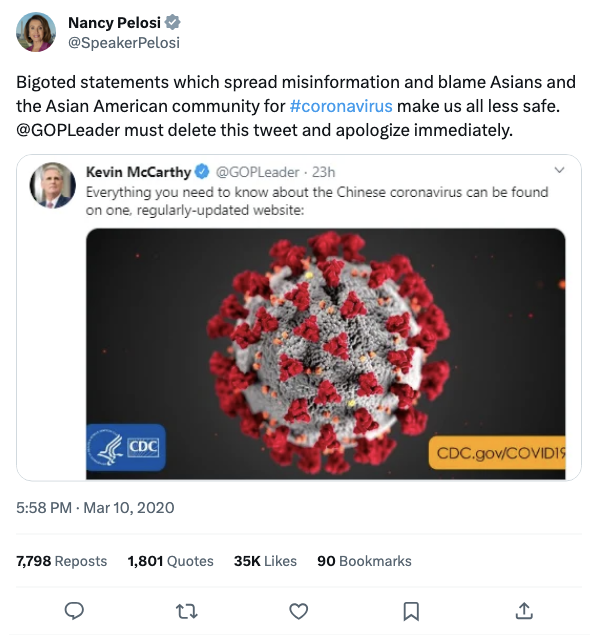 Nancy Pelosi
@SpeakerPelosi
Bigoted statements which spread misinformation and blame Asians and
the Asian American community for #coronavirus make us all less safe.
@GOPLeader must delete this tweet and apologize immediately.
Kevin McCarthy @GOPLeader · 23h
Everything you need to know about the Chinese coronavirus can be found
on one, regularly-updated website:
CDC
CDC.gov/COVID19
5:58 PM · Mar 10, 2020
7,798 Reposts 1,801 Quotes 35K Likes 90 Bookmarks